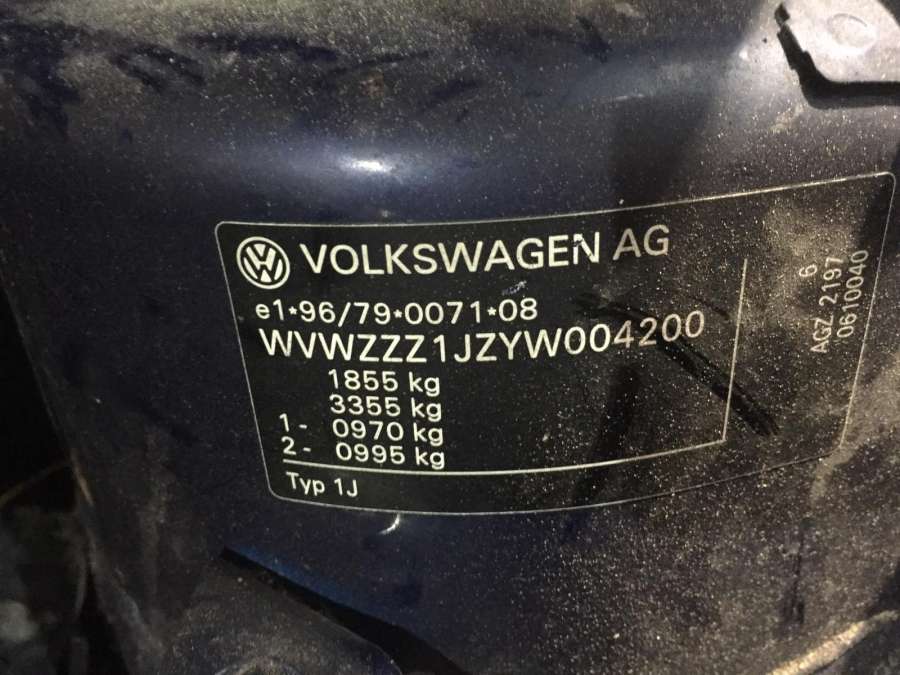 VOLKSWAGEN AG
e1*96/79*0071*08
WVWZZZ1JZYW004200
1855 kg
3355 kg
1- 0970 kg
2- 0995 kg
Typ 1J
6
AGZ 2197
0610040